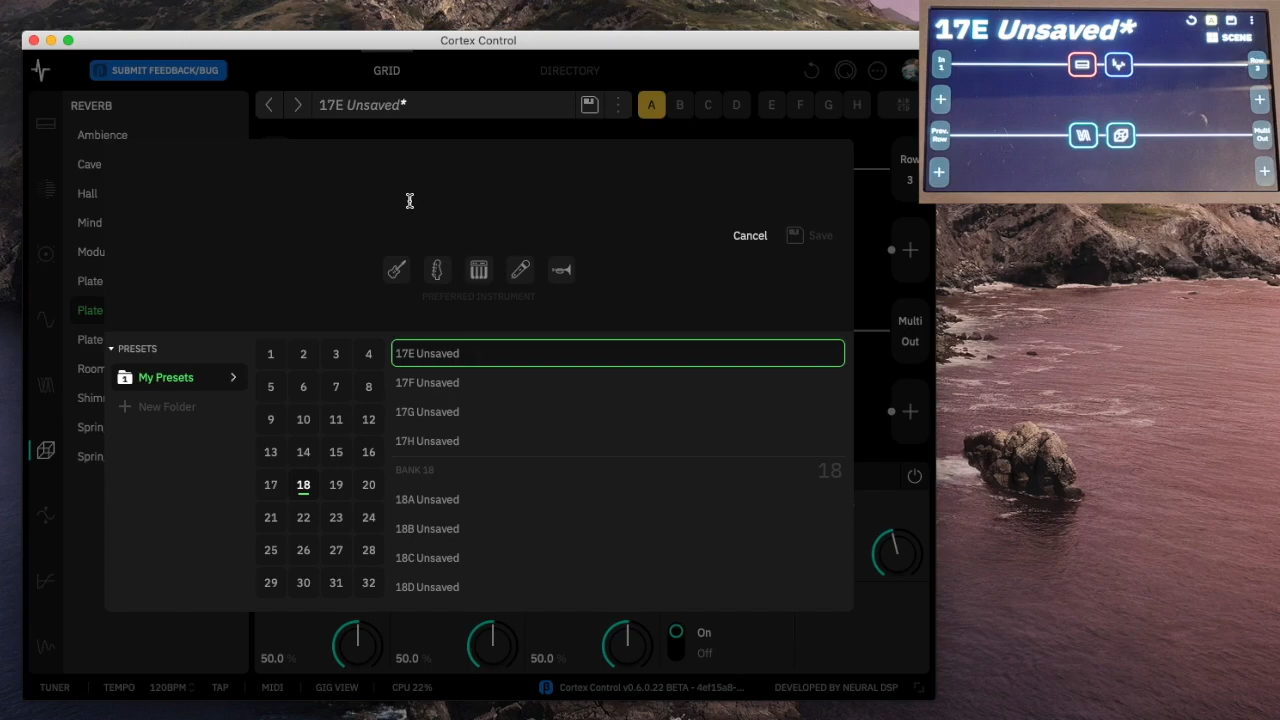 Cortex Control
SUBMIT FEEDBACK/BUG
GRID
DIRECTORY
REVERB
17E Unsaved*
A B C D E F G H
Ambience
Cave
Hall
Mind
Modu
Plate
Plate
Plate
Room
Shim
Sprin
Sprin
Row
3
Multi
Out
Cancel
Save
PREFERRED INSTRUMENT
PRESETS
1 My Presets
New Folder
1 2 3 4
5 6 7 8
9 10 11 12
13 14 15 16
17 18 19 20
21 22 23 24
25 26 27 28
29 30 31 32
17E Unsaved
17F Unsaved
17G Unsaved
17H Unsaved
BANK 18
18
18A Unsaved
18B Unsaved
18C Unsaved
18D Unsaved
50.0 %
50.0 %
50.0 %
On
Off
TUNER
TEMPO
120BPM
TAP
MIDI
GIG VIEW
CPU 22%
Cortex Control v0.6.0.22 BETA - 4ef15a8-...
DEVELOPED BY NEURAL DSP
17E Unsaved*
A
SCENE
In
1
Row
3
Prev.
Row
Multi
Out